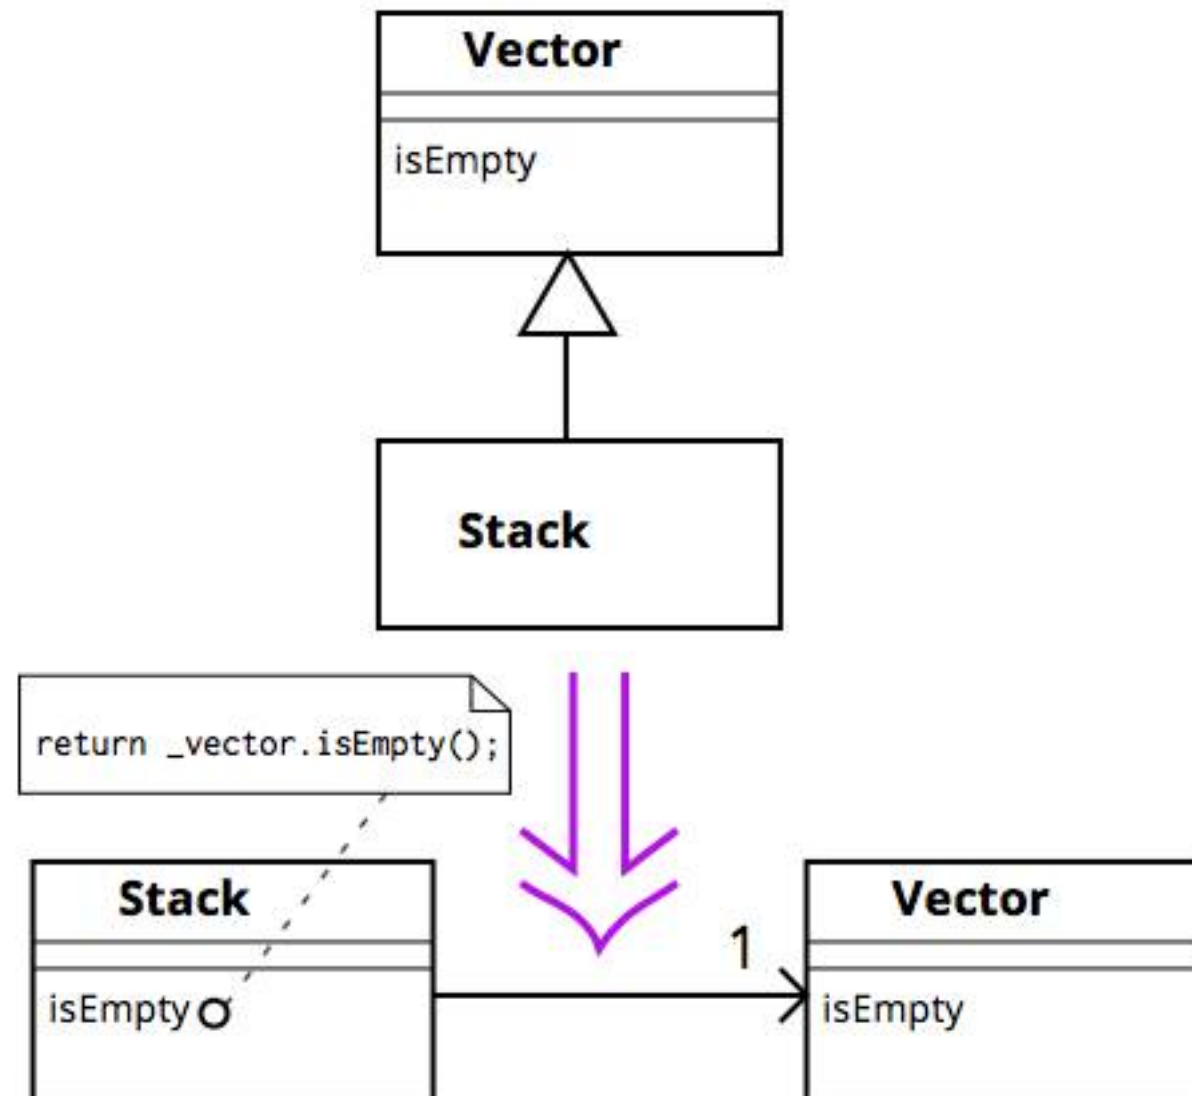 Vector
isEmpty
Stack
return _vector.isEmpty();
Stack
isEmpty
1
Vector
isEmpty